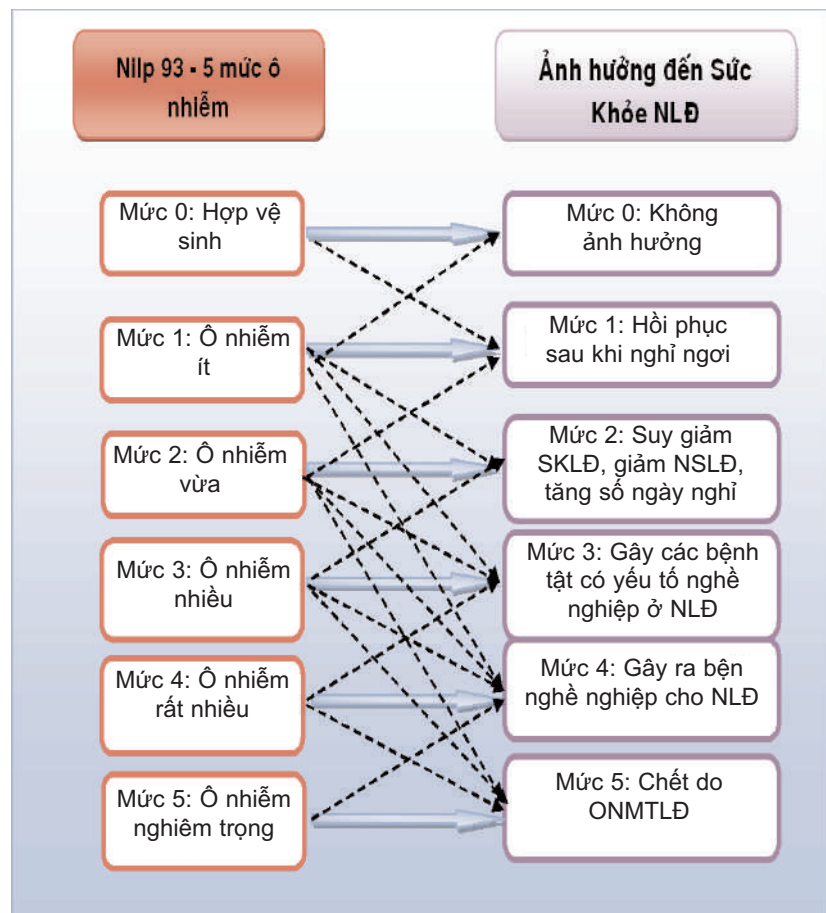 Nilp 93 - 5 mức ô
nhiễm
Ảnh hưởng đến Sức
Khỏe NLĐ
Mức 0: Hợp vệ
sinh
Mức 0: Không
ảnh hưởng
Mức 1: Ô nhiễm
ít
Mức 1: Hồi phục
sau khi nghỉ ngơi
Mức 2: Ô nhiễm
vừa
Mức 2: Suy giảm
SKLĐ, giảm NSLĐ,
tăng số ngày nghỉ
Mức 3: Ô nhiễm
nhiều
Mức 3: Gây các bệnh
tật có yếu tố nghề
nghiệp ở NLĐ
Mức 4: Ô nhiễm
rất nhiều
Mức 4: Gây ra bện
nghề nghiệp cho NLĐ
Mức 5: Ô nhiễm
nghiêm trọng
Mức 5: Chết do
ONMTLĐ